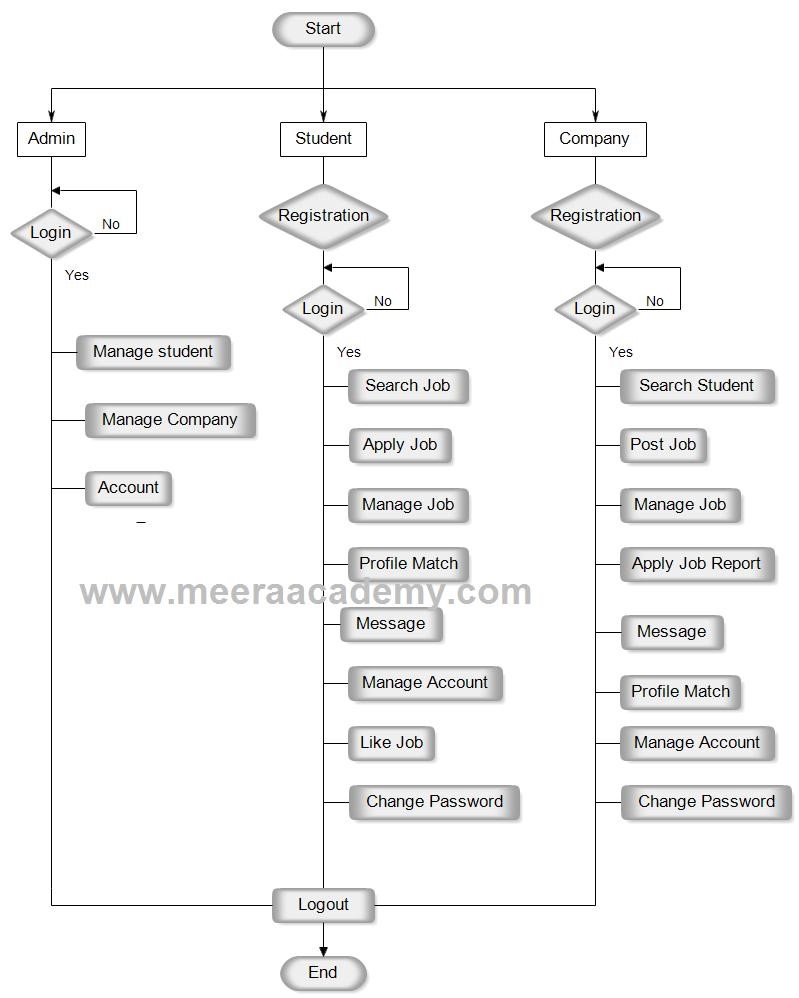 Start
Admin
Student
Company
Login
No
Yes
Manage student
Manage Company
Account
_
Registration
Login
No
Yes
Search Job
Apply Job
Manage Job
Profile Match
Message
Manage Account
Like Job
Change Password
Registration
Login
No
Yes
Search Student
Post Job
Manage Job
Apply Job Report
Message
Profile Match
Manage Account
Change Password
www.meeraacademy.com
Logout
End